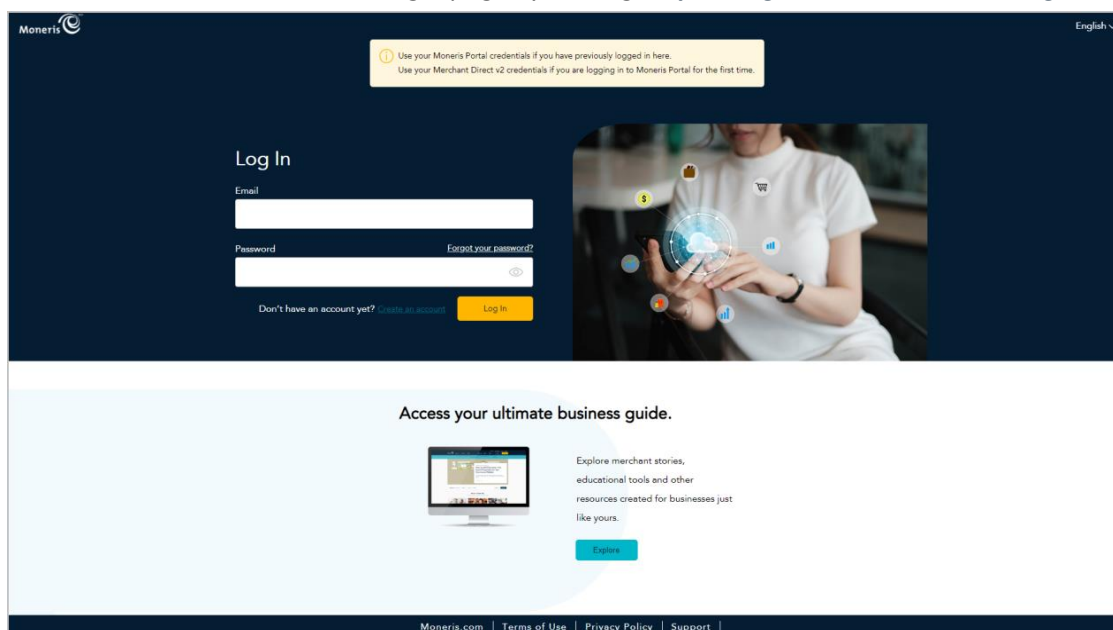 Moneris
English
Use your Moneris Portal credentials if you have previously logged in here.
Use your Merchant Direct v2 credentials if you are logging in to Moneris Portal for the first time.
Log In
Email
Password
Forgot your password?
Don't have an account yet? Create an account
Log In
$
Access your ultimate business guide.
Explore merchant stories,
educational tools and other
resources created for businesses just
like yours.
Explore
Moneris.com | Terms of Use | Privacy Policy | Support |